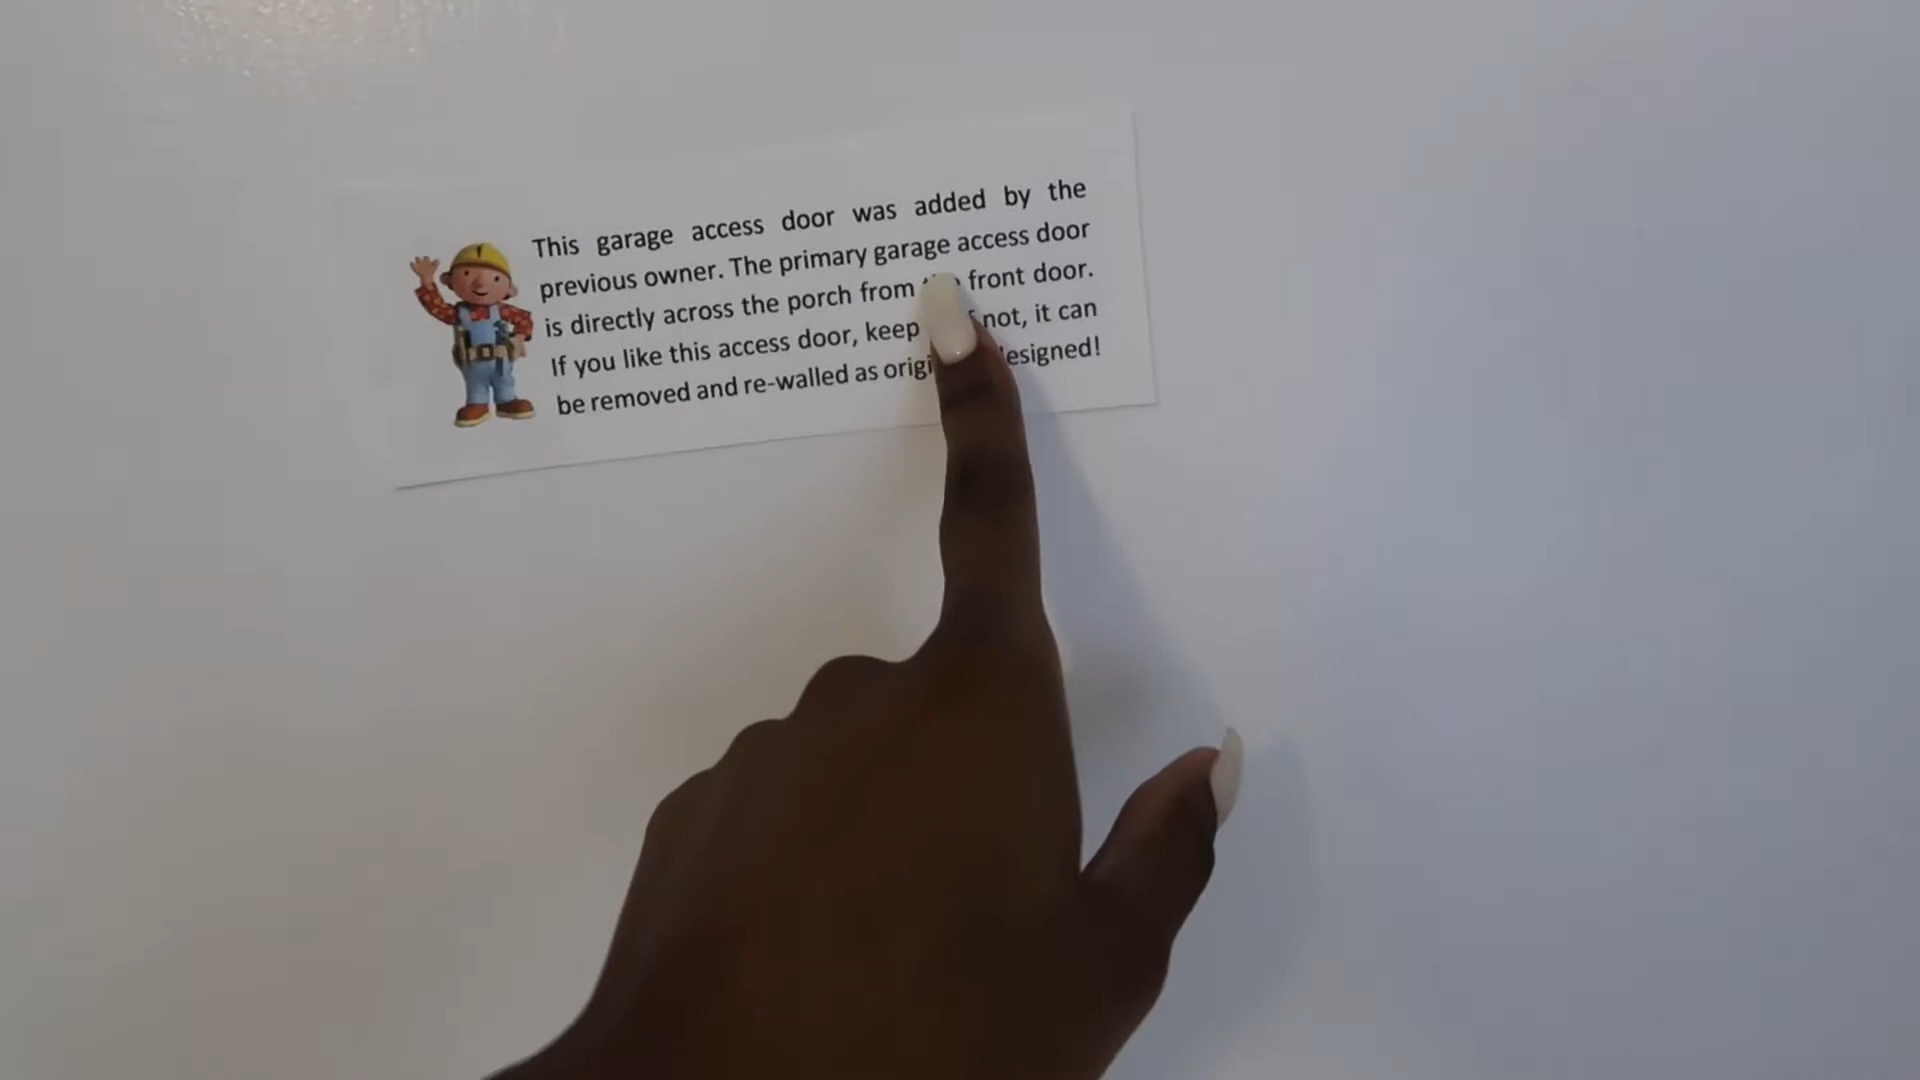 This garage access door was added by the
previous owner. The primary garage access door
is directly across the porch from front door.
If you like this access door, keep not, it can
be removed and re-walled as